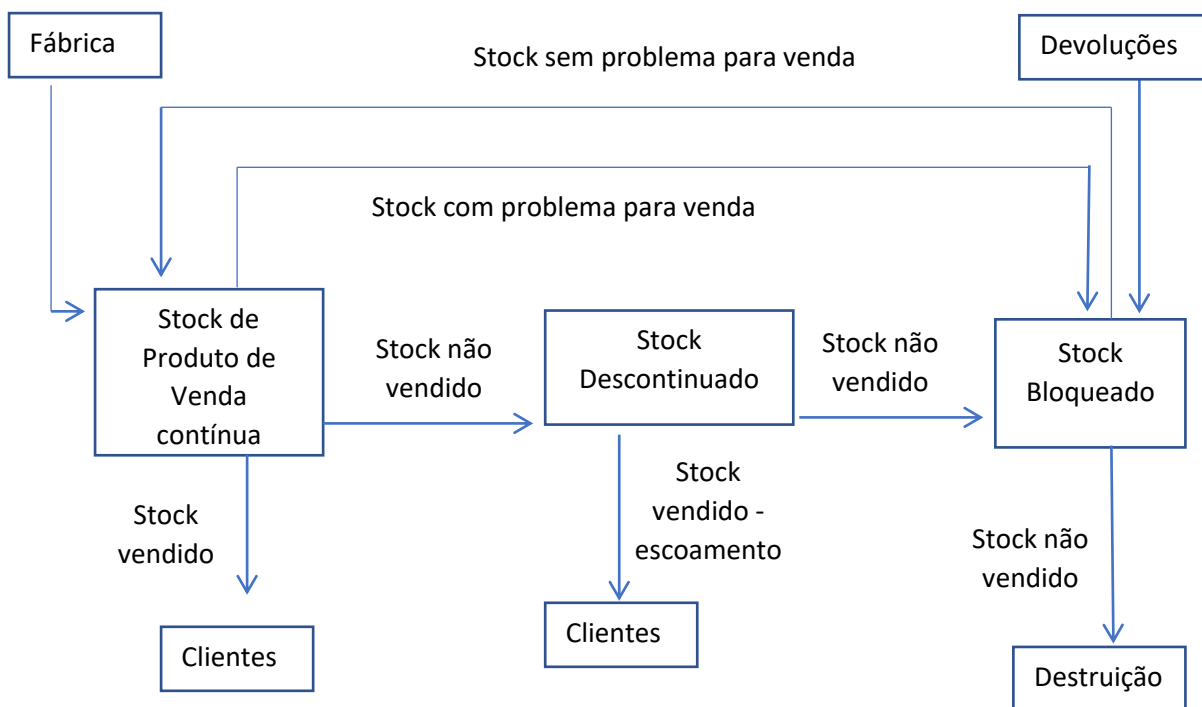 Fábrica
Stock sem problema para venda
Devoluções
Stock com problema para venda
Stock de
Produto de
Venda
contínua
Stock não
vendido
Stock
Descontinuado
Stock não
vendido
Stock
Bloqueado
Stock
vendido
Stock
vendido -
escoamento
Stock não
vendido
Clientes
Clientes
Destruição